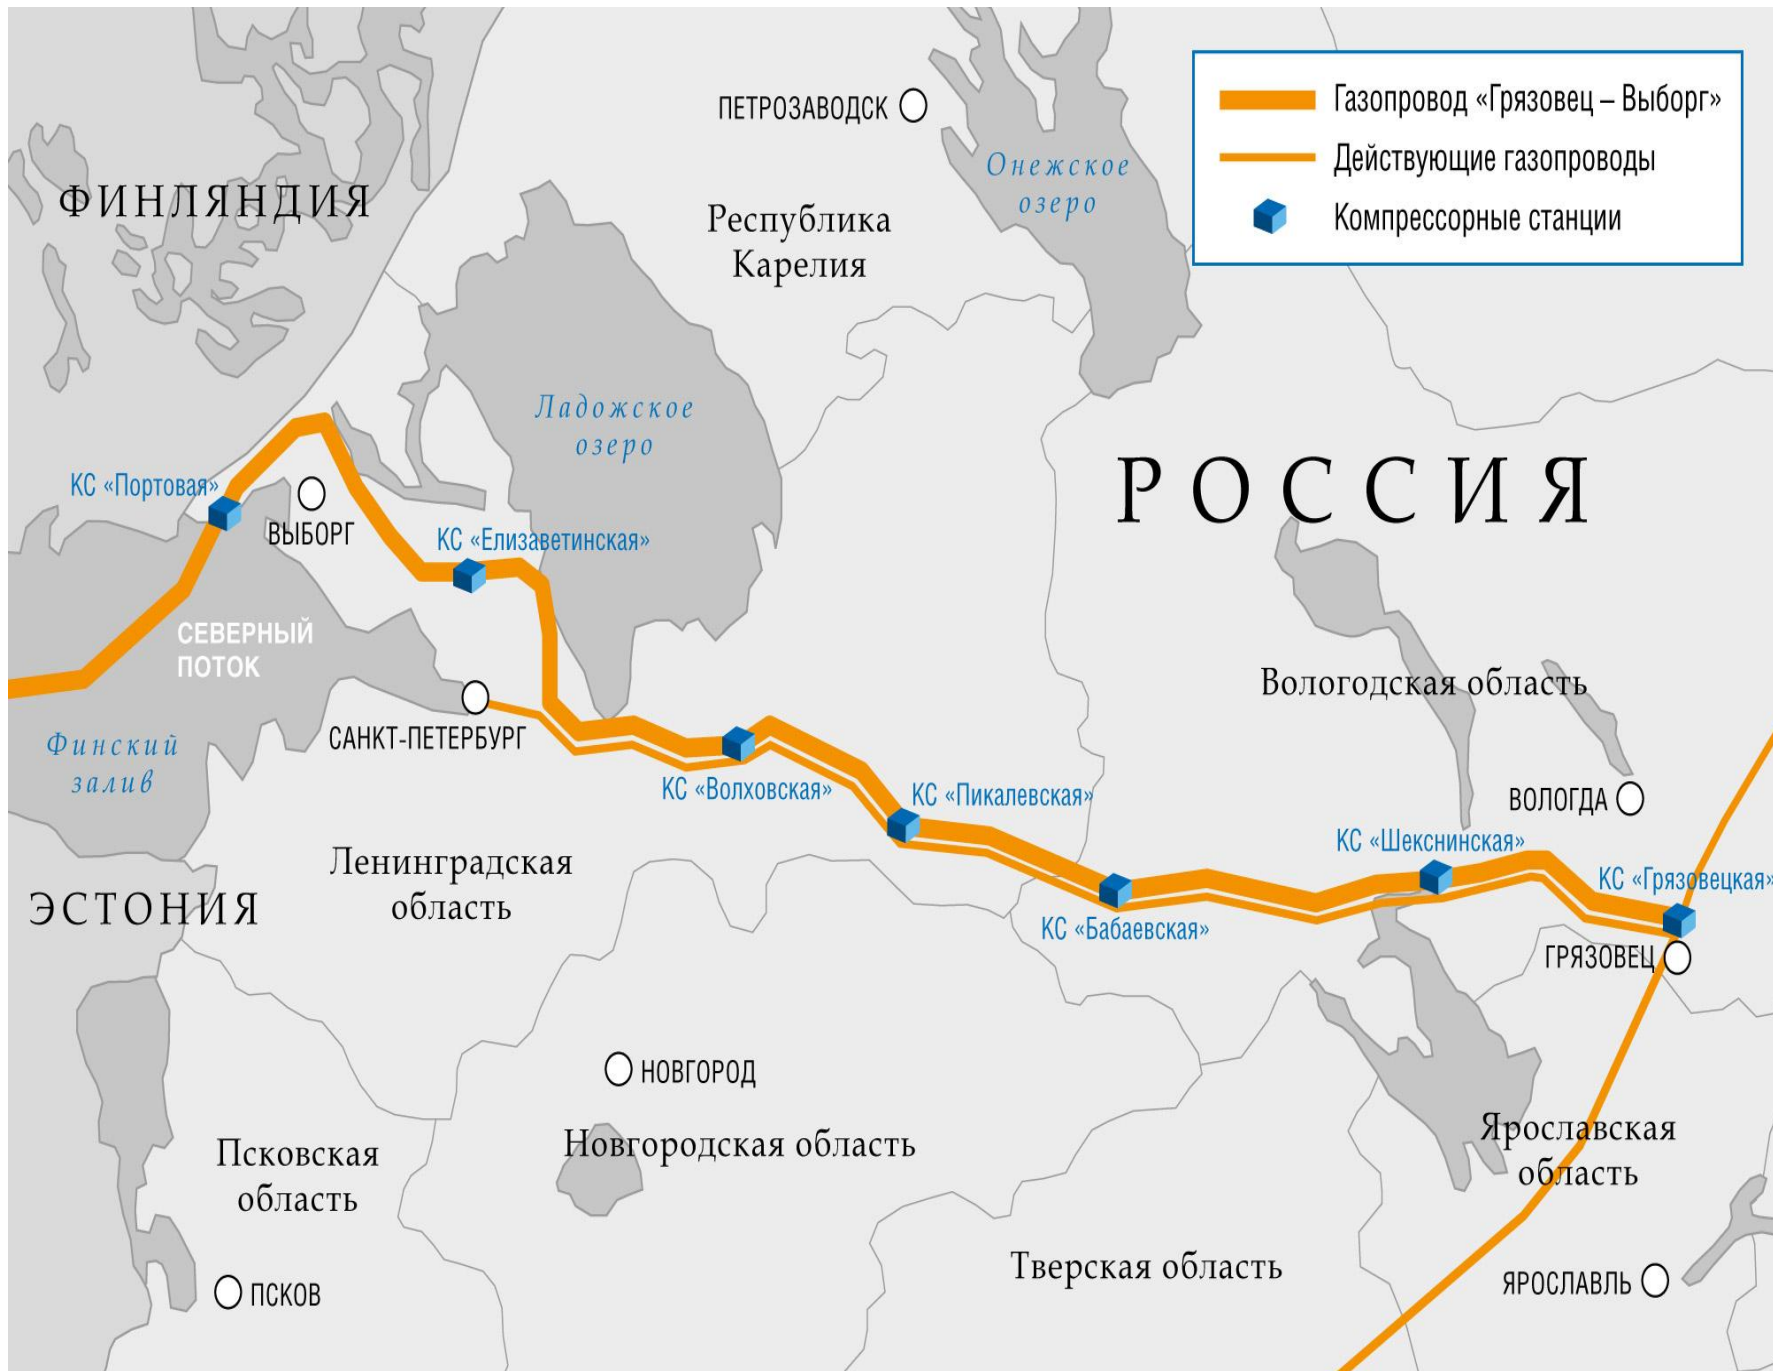 ПЕТРОЗАВОДСК
Газопровод «Грязовец – Выборг»
Действующие газопроводы
Компрессорные станции
Онежское
озеро
ФИНЛЯНДИЯ
Республика
Карелия
Ладожское
озеро
РОССИЯ
КС «Портовая»
ВЫБОРГ
КС «Елизаветинская»
СЕВЕРНЫЙ
ПОТОК
Вологодская область
Финский
залив
САНКТ-ПЕТЕРБУРГ
КС «Волховская»
КС «Пикалевская»
ВОЛОГДА
КС «Шекснинская»
Ленинградская
область
КС «Грязовецкая»
ЭСТОНИЯ
КС «Бабаевская»
ГРЯЗОВЕЦ
НОВГОРОД
Новгородская область
Псковская
область
Ярославская
область
Тверская область
ПСКОВ
ЯРОСЛАВЛЬ